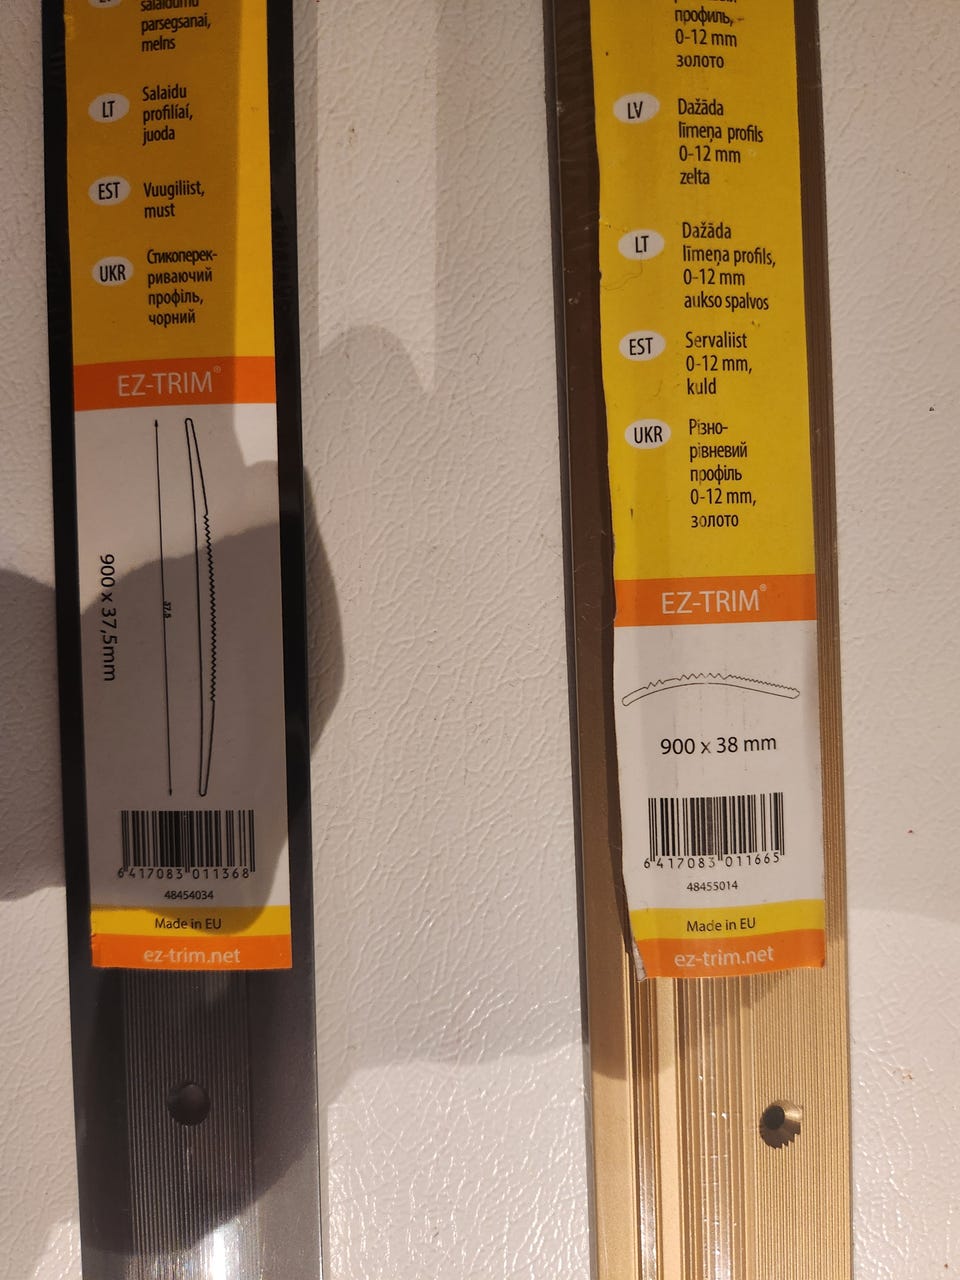 salaidumu
parsegsanai,
melns
LT
Salaidu
profiliaí,
juoda
EST
Vuugiliist,
must
UKR
Стикоперек-
риваючий
профіль,
чорний
EZ-TRIM®
37,5
900 x 37,5mm
6 417083 011368
48454034
Made in EU
ez-trim.net
профиль,
0-12 mm
золото
LV
Dažāda
līmeņa profils
0-12 mm
zelta
LT
Dažāda
līmeņa profils,
0-12 mm
aukso spalvos
EST
Servaliist
0-12 mm,
kuld
UKR
Різно-
рівневий
профіль
0-12 mm,
золото
EZ-TRIM®
900 x 38 mm
6 417083 011665
48455014
Made in EU
ez-trim.net